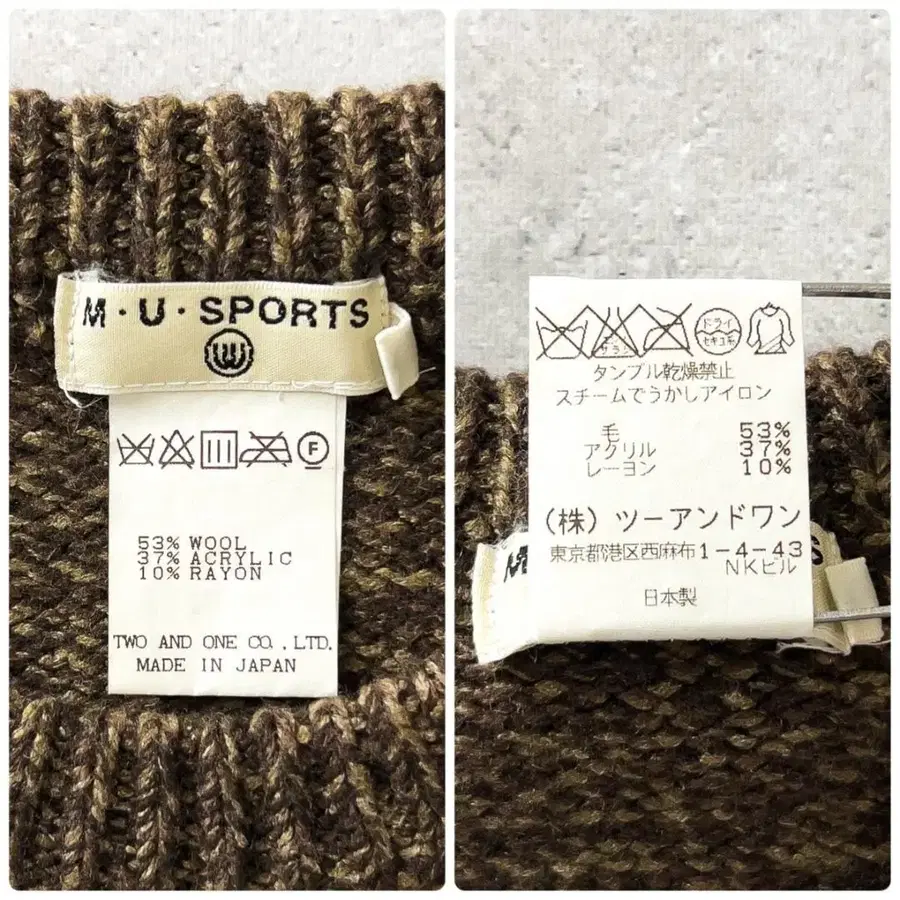 M·U·SPORTS
F
53% WOOL
37% ACRYLIC
10% RAYON
TWO AND ONE CO.,LTD.
MADE IN JAPAN
ドライ
セキユ系
タンブル乾燥禁止
スチームでうかしアイロン
毛 53%
アクリル 37%
レーヨン 10%
(株) ツーアンドワン
東京都港区西麻布1-4-43
NKビル
日本製
M
S